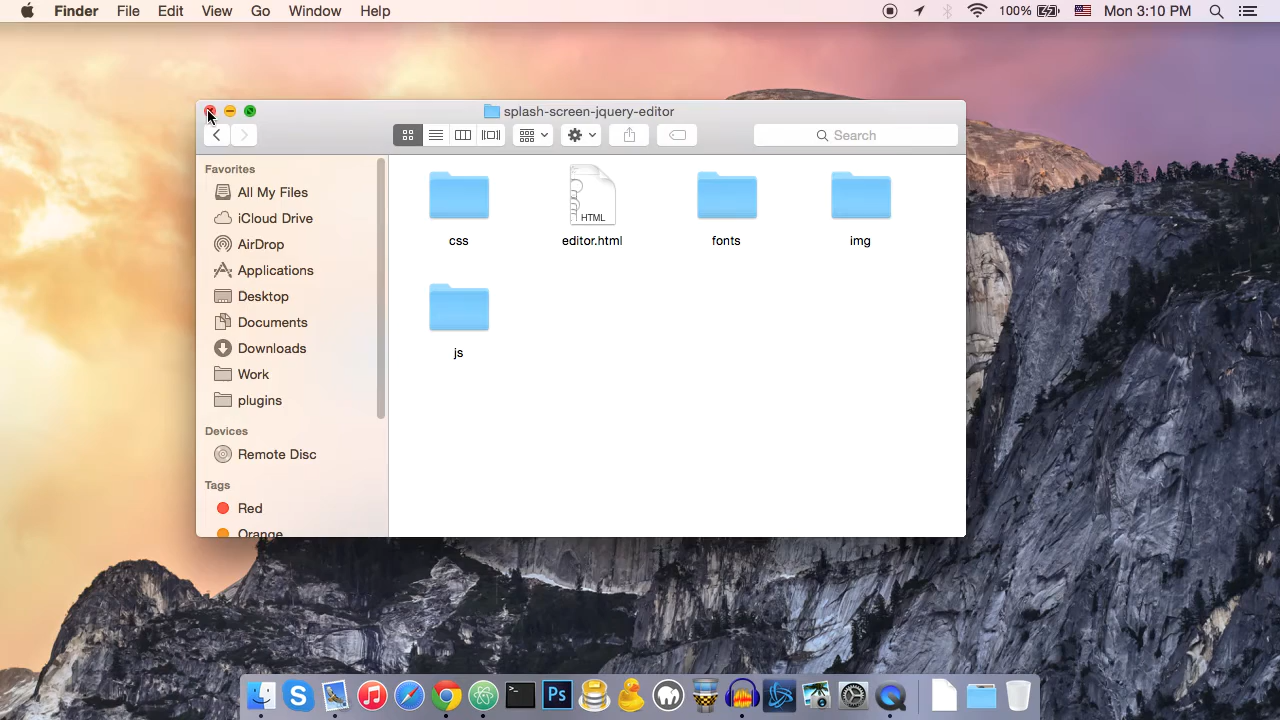 Finder File Edit View Go Window Help 100% Mon 3:10 PM
splash-screen-jquery-editor
Search
Favorites
All My Files
iCloud Drive
AirDrop
Applications
Desktop
Documents
Downloads
Work
plugins
Devices
Remote Disc
Tags
Red
Orange
HTML
css editor.html fonts img
js
Ps